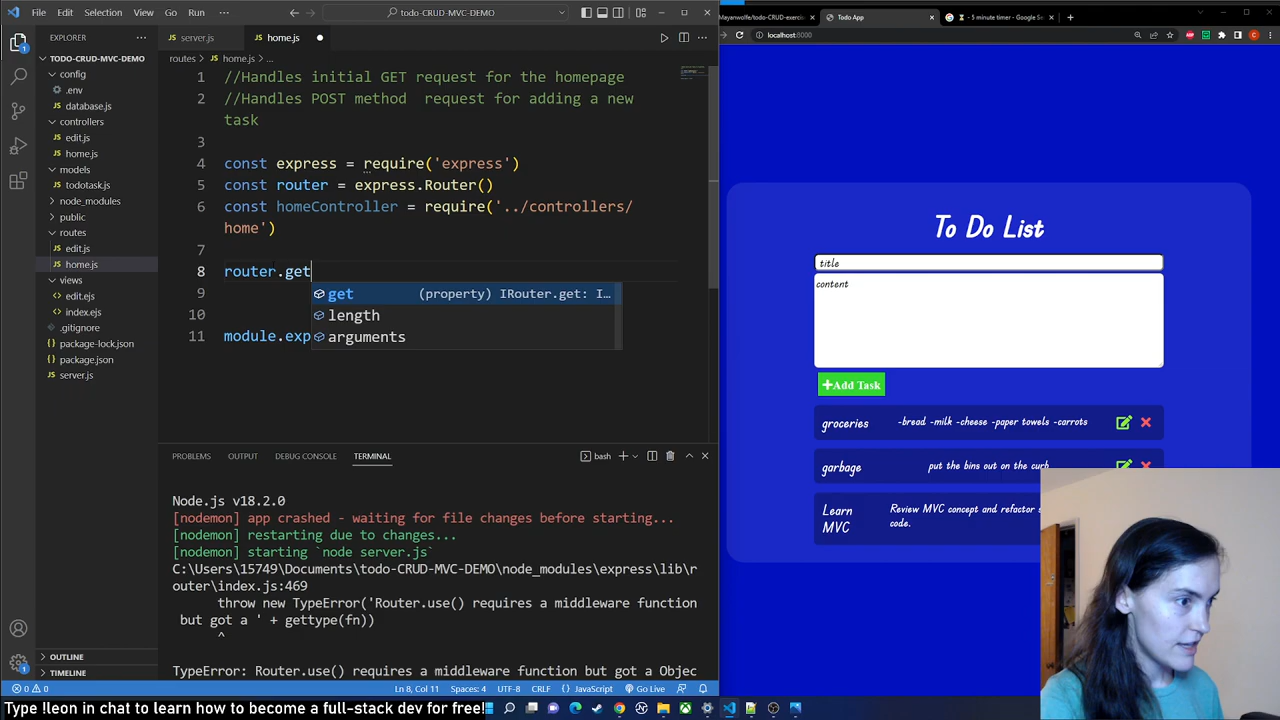 File Edit Selection View Go Run ···
todo-CRUD-MVC-DEMO
EXPLORER
TODO-CRUD-MVC-DEMO
config
.env
database.js
controllers
edit.js
home.js
models
todotask.js
node_modules
public
routes
edit.js
home.js
views
edit.ejs
index.ejs
.gitignore
package-lock.json
package.json
server.js
OUTLINE
TIMELINE
server.js
home.js
routes > home.js > ...
1 //Handles initial GET request for the homepage
2 //Handles POST method  request for adding a new
task
3
4 const express = require('express')
5 const router = express.Router()
6 const homeController = require('../controllers/
home')
7
8 router.get
9
10
11 module.exp
get (property) IRouter.get: I...
length
arguments
PROBLEMS OUTPUT DEBUG CONSOLE TERMINAL
bash
Node.js v18.2.0
[nodemon] app crashed - waiting for file changes before starting...
[nodemon] restarting due to changes...
[nodemon] starting `node server.js`
C:\Users\15749\Documents\todo-CRUD-MVC-DEMO\node_modules\express\lib\r
outer\index.js:469
throw new TypeError('Router.use() requires a middleware function
but got a ' + gettype(fn))
^
TypeError: Router.use() requires a middleware function but got a Objec
0 0 Ln 8, Col 11 Spaces: 4 UTF-8 CRLF {} JavaScript Go Live
Type !leon in chat to learn how to become a full-stack dev for free!
Mayanwolfe/todo-CRUD-exerci
Todo App
- 5 minute timer - Google Se
localhost:8000
To Do List
title
content
+Add Task
groceries -bread -milk -cheese -paper towels -carrots
garbage put the bins out on the curb
Learn MVC
Review MVC concept and refactor
code.